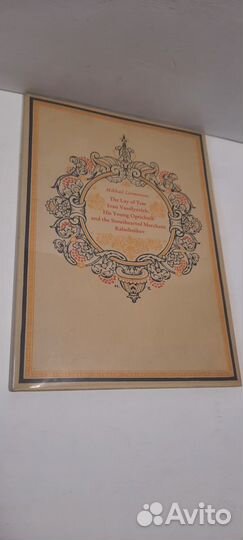 Mikhail Lermontov
The Lay of Tsar
Ivan Vasilyevich,
His Young Oprichnik
and the Stouthearted Merchant
Kalashnikov
Avito